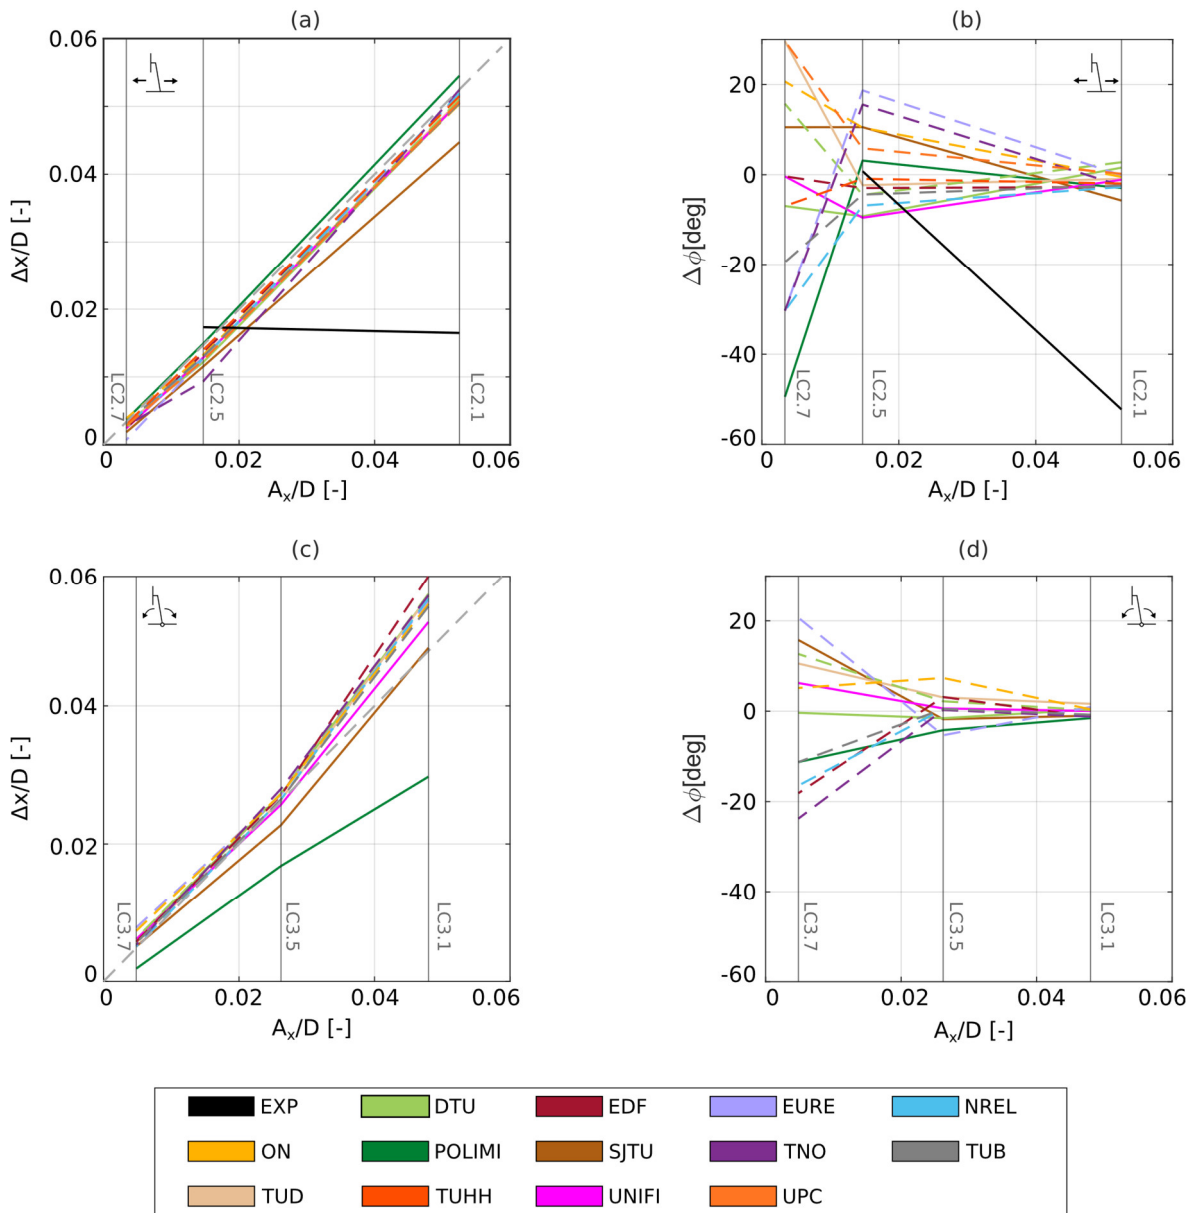 (a)
0.06
0.04
0.02
0
Δx/D [-]
LC2.7
LC2.5
LC2.1
0
0.02
0.04
0.06
Ax/D [-]
(b)
20
0
-20
-40
-60
Δϕ[deg]
LC2.7
LC2.5
LC2.1
0
0.02
0.04
0.06
Ax/D [-]
(c)
0.06
0.04
0.02
0
Δx/D [-]
LC3.7
LC3.5
LC3.1
0
0.02
0.04
0.06
Ax/D [-]
(d)
20
0
-20
-40
-60
Δϕ[deg]
LC3.7
LC3.5
LC3.1
0
0.02
0.04
0.06
Ax/D [-]
EXP DTU EDF EURE NREL
ON POLIMI SJTU TNO TUB
TUD TUHH UNIFI UPC